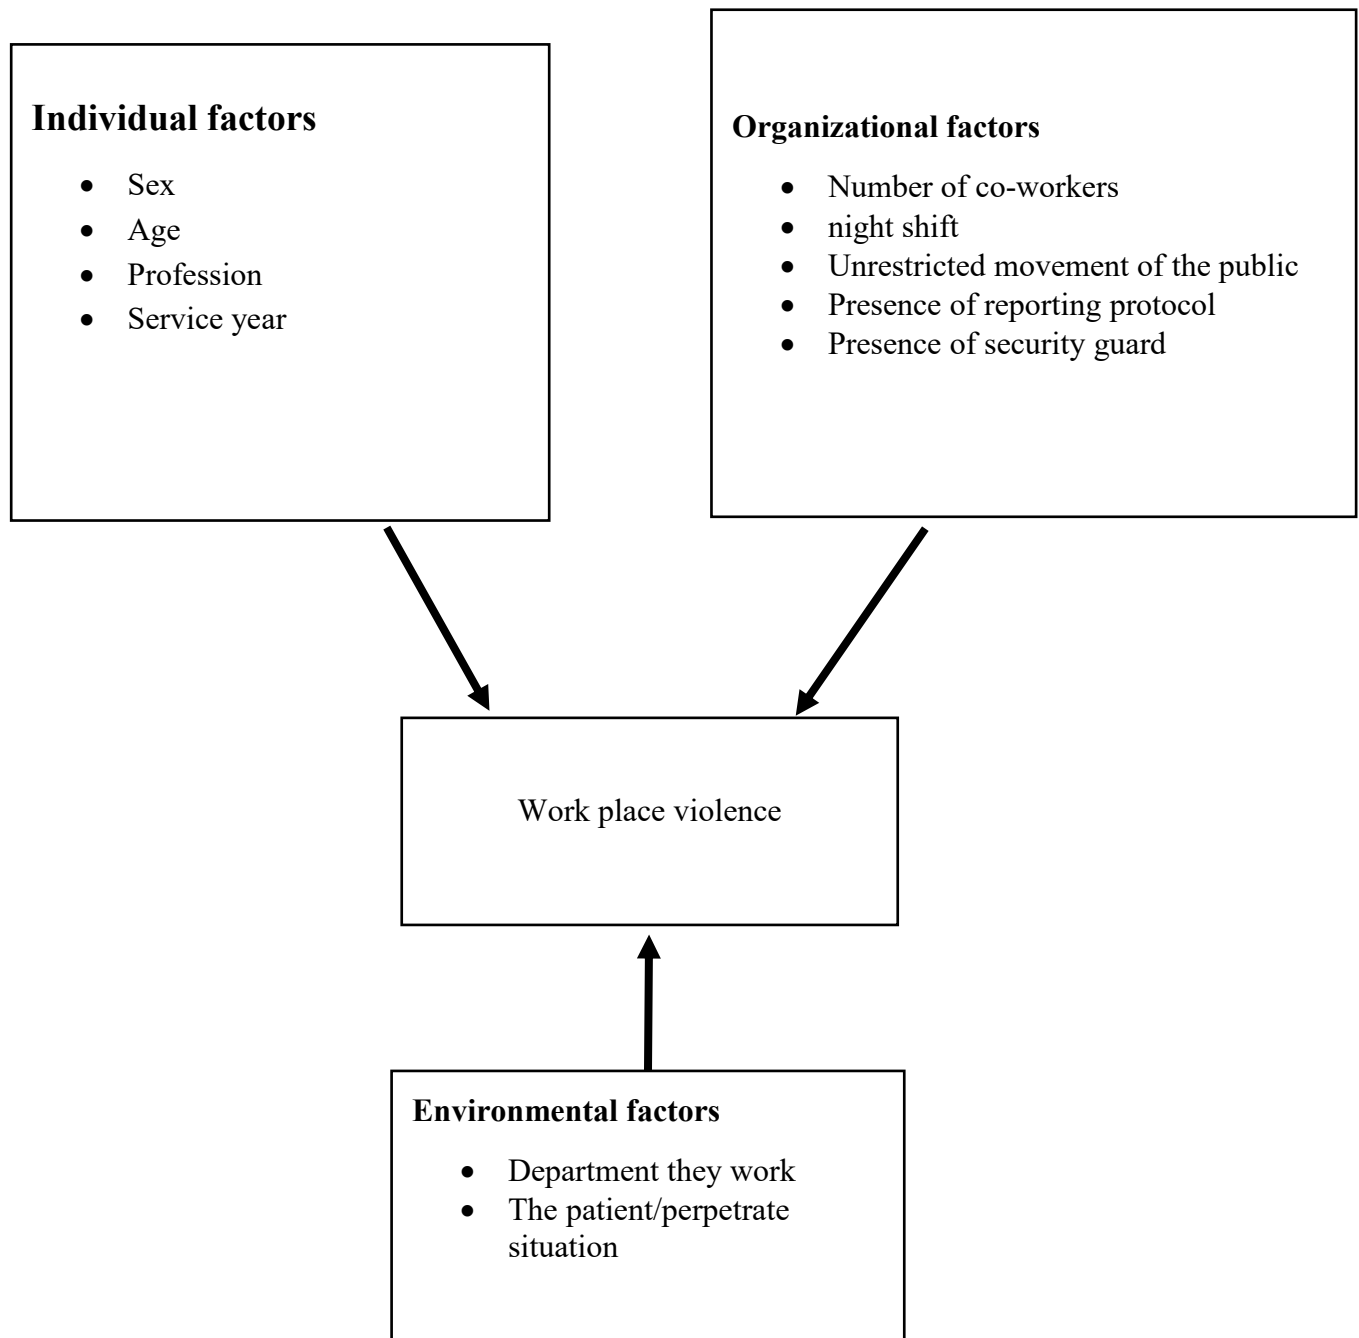 Individual factors
• Sex
• Age
• Profession
• Service year
Organizational factors
• Number of co-workers
• night shift
• Unrestricted movement of the public
• Presence of reporting protocol
• Presence of security guard
Work place violence
Environmental factors
• Department they work
• The patient/perpetrate
situation